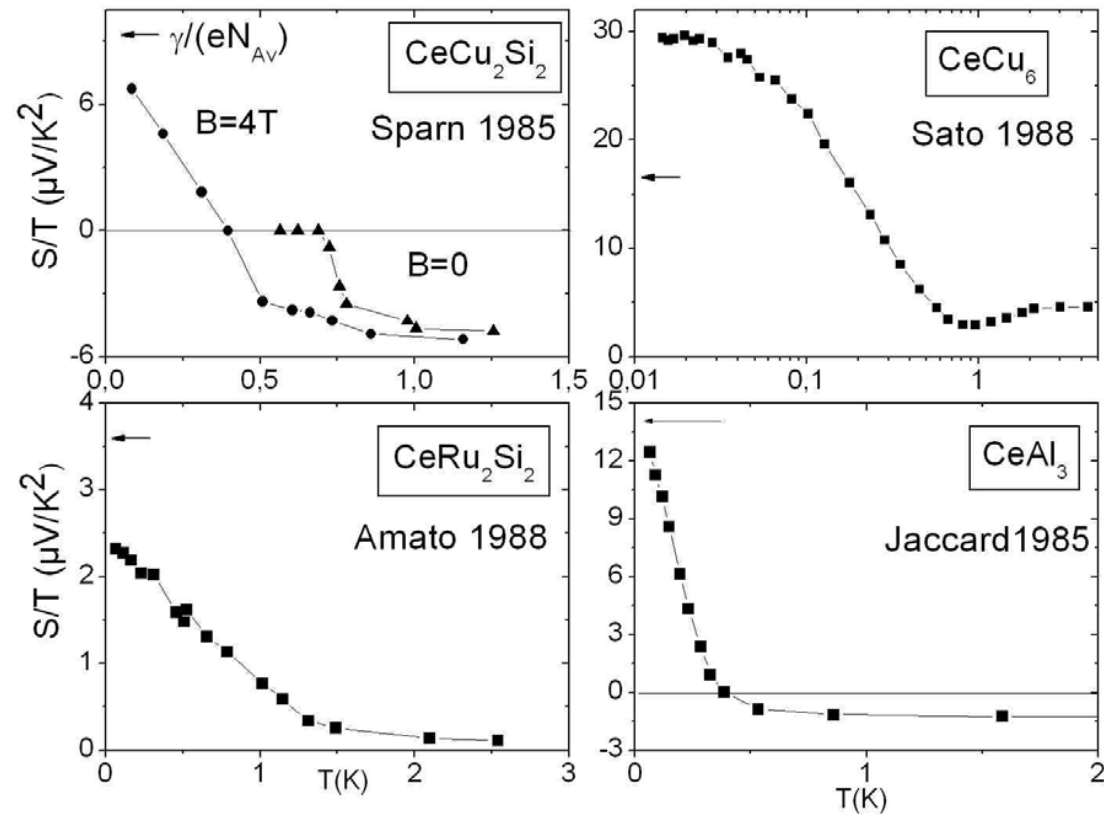 γ/(eN_Av)
CeCu₂Si₂
B=4T
Sparn 1985
B=0
S/T (µV/K²)
6
0
-6
0,0
0,5
1,0
1,5
CeCu₆
Sato 1988
30
20
10
0
0,01
0,1
1
CeRu₂Si₂
Amato 1988
S/T (µV/K²)
4
3
2
1
0
0
1
2
3
T(K)
CeAl₃
Jaccard1985
15
12
9
6
3
0
-3
0
1
2
T(K)